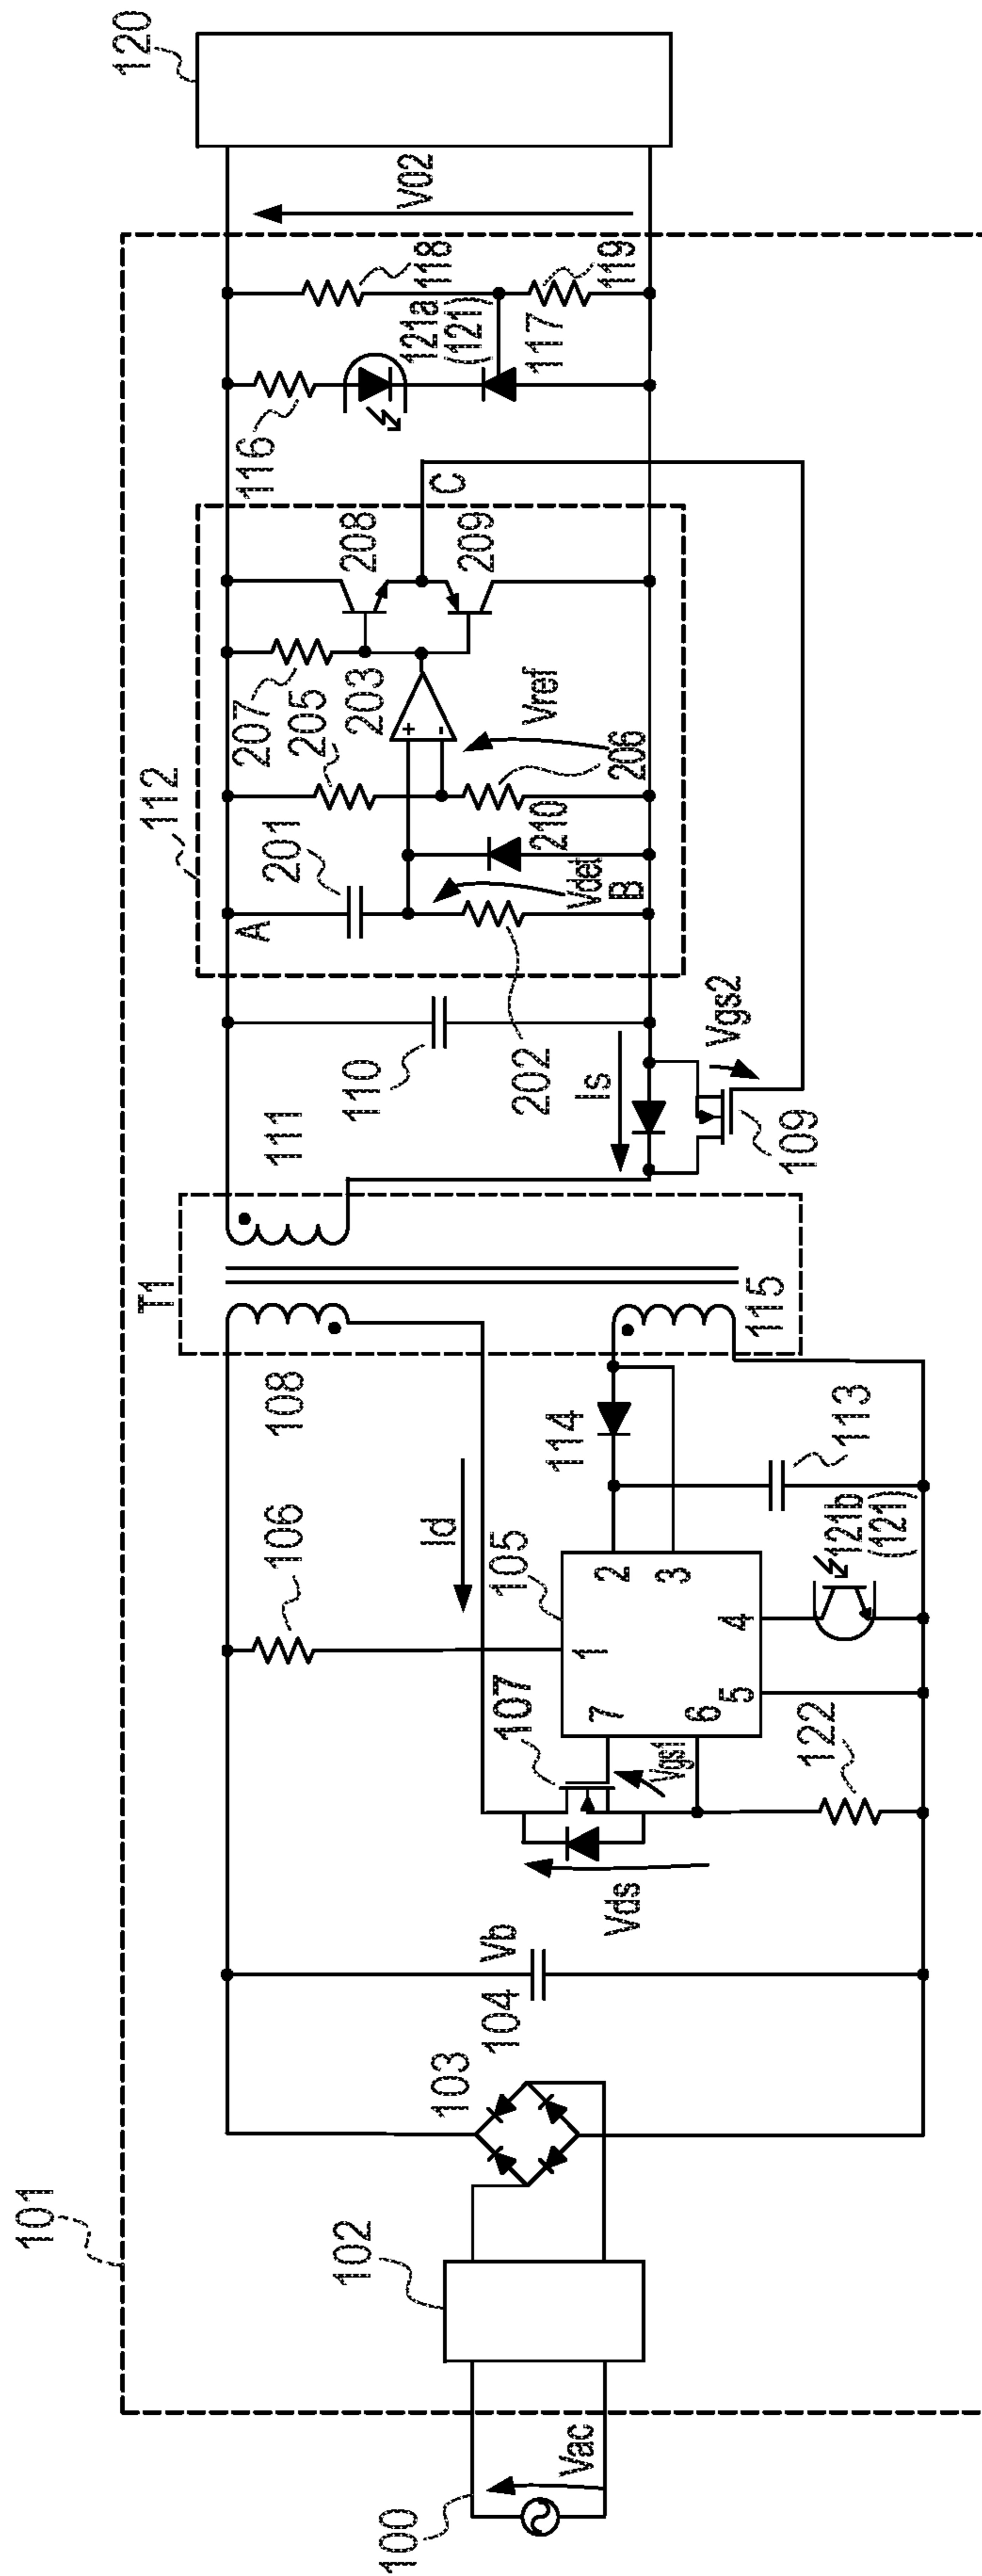 100
Vac
101
102
103
104
Vb
Vds
107
Vgs1
106
Id
105
1
2
3
4
5
6
7
122
121b
(121)
113
114
108
T1
115
111
110
Is
Vgs2
109
112
A
201
202
Vdet
B
210
205
206
Vref
203
207
208
209
C
116
121a
(121)
117
118
119
V02
120